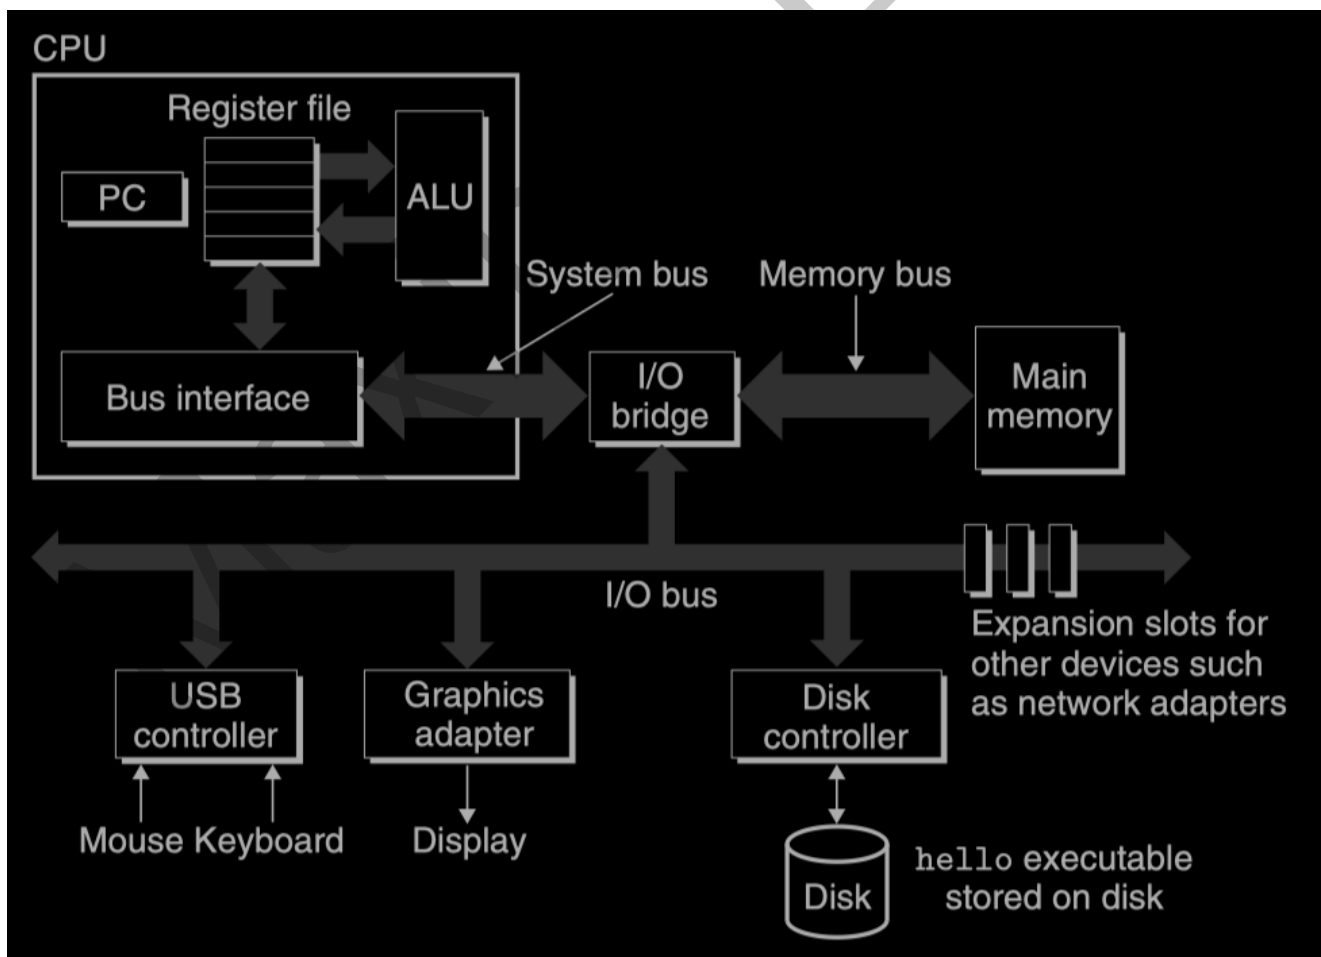 CPU
Register file
PC
ALU
System bus
Memory bus
Bus interface
I/O
bridge
Main
memory
I/O bus
Expansion slots for
other devices such
as network adapters
USB
controller
Graphics
adapter
Disk
controller
Mouse Keyboard
Display
Disk
hello executable
stored on disk